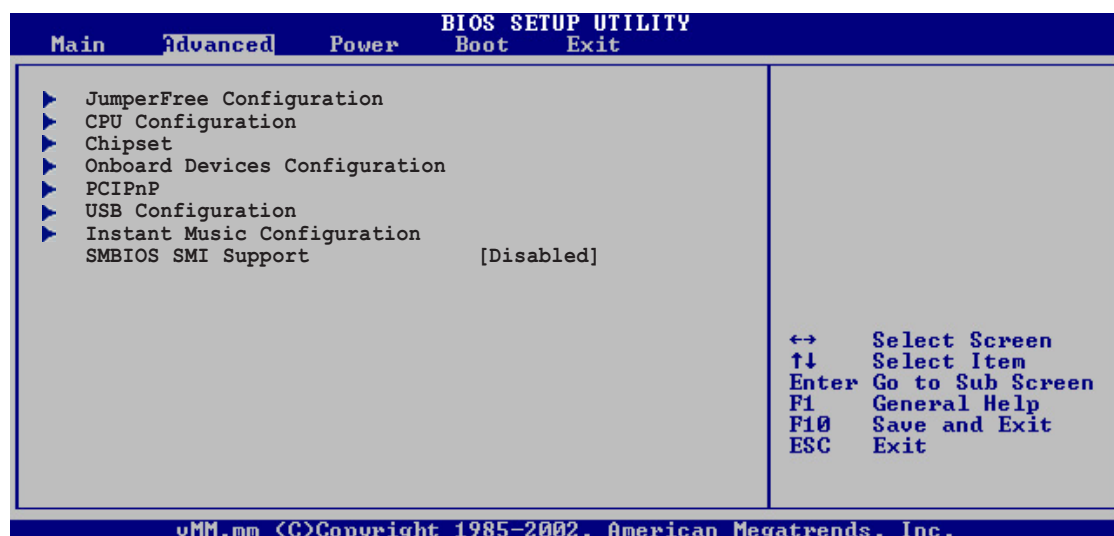 BIOS SETUP UTILITY
Main Advanced Power Boot Exit
JumperFree Configuration
CPU Configuration
Chipset
Onboard Devices Configuration
PCIPnP
USB Configuration
Instant Music Configuration
SMBIOS SMI Support [Disabled]
←→ Select Screen
↑↓ Select Item
Enter Go to Sub Screen
F1 General Help
F10 Save and Exit
ESC Exit
vMM.mm (C)Copyright 1985-2002, American Megatrends, Inc.